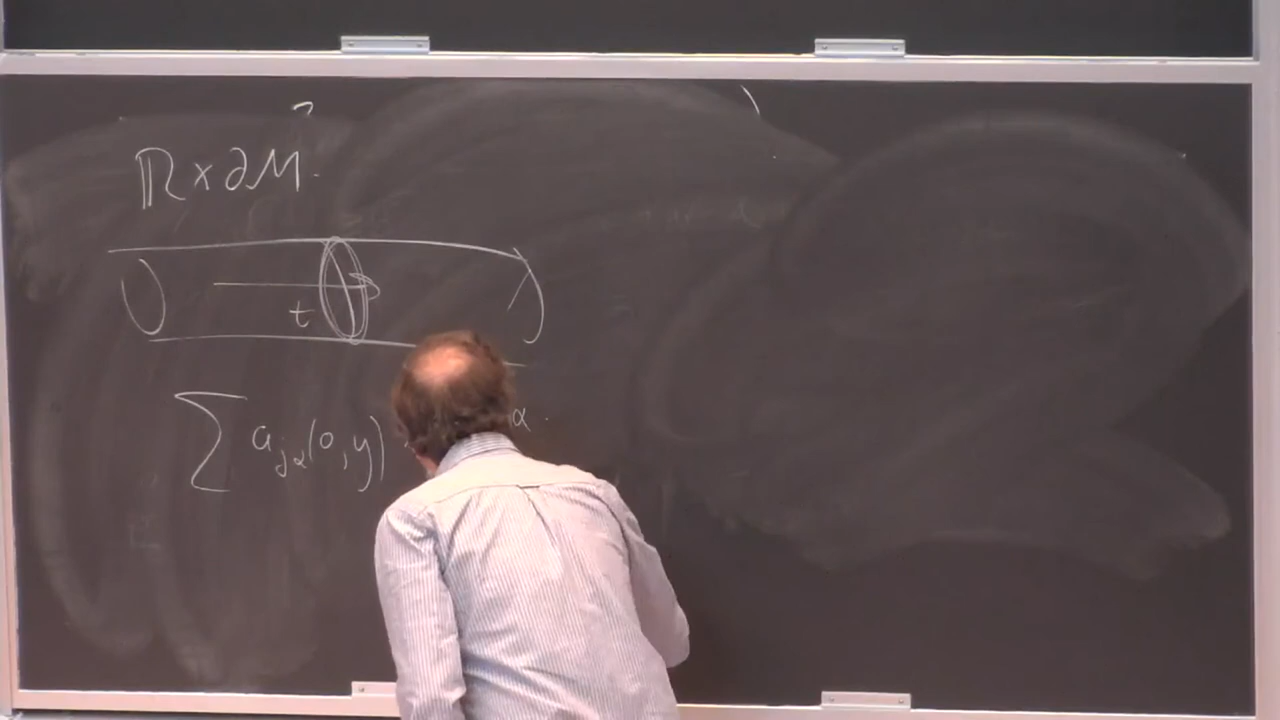 ℝ × ∂M.
t
∑ a_{jα}(0, y) α.